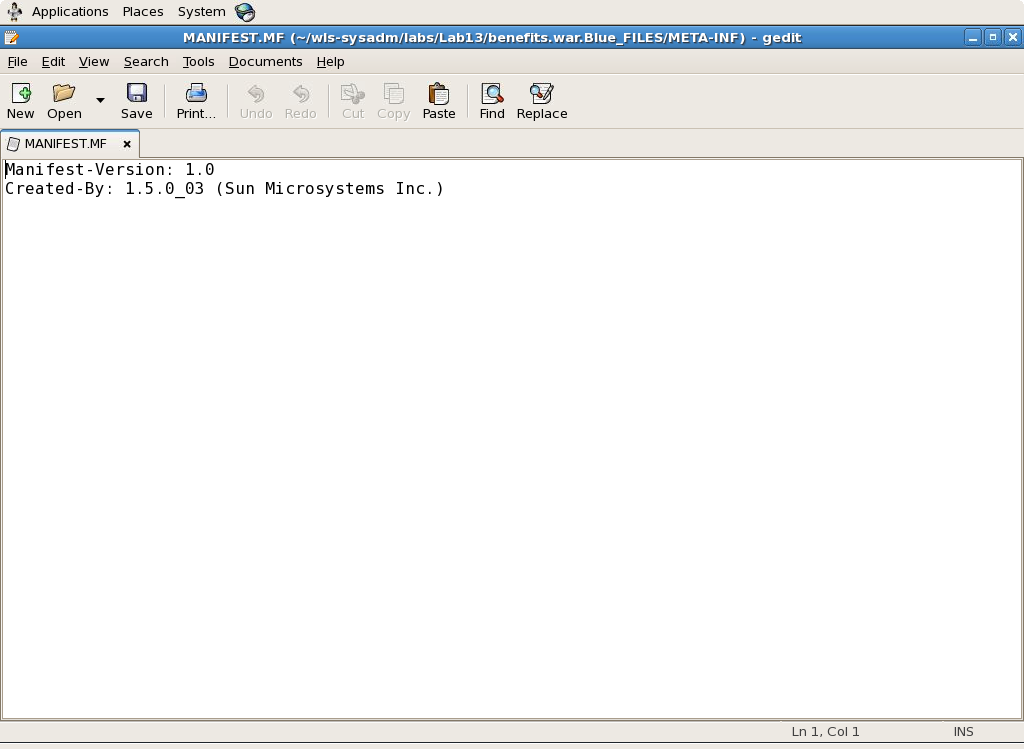 Applications Places System
MANIFEST.MF (~/wls-sysadm/labs/Lab13/benefits.war.Blue_FILES/META-INF) - gedit
File Edit View Search Tools Documents Help
New Open Save Print... Undo Redo Cut Copy Paste Find Replace
MANIFEST.MF
Manifest-Version: 1.0
Created-By: 1.5.0_03 (Sun Microsystems Inc.)
Ln 1, Col 1 INS